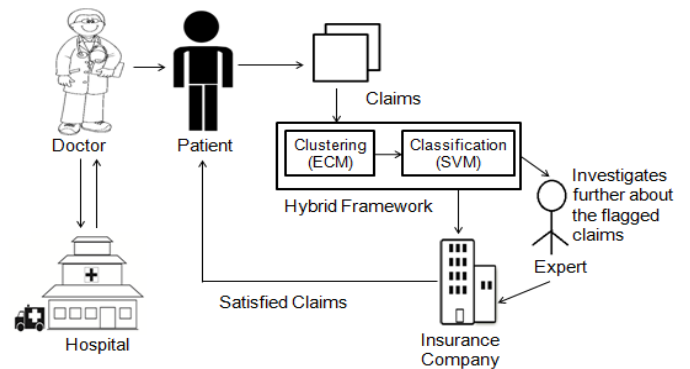 Claims
Doctor
Patient
Clustering
(ECM)
Classification
(SVM)
Hybrid Framework
Investigates
further about
the flagged
claims
Expert
Satisfied Claims
Hospital
Insurance
Company